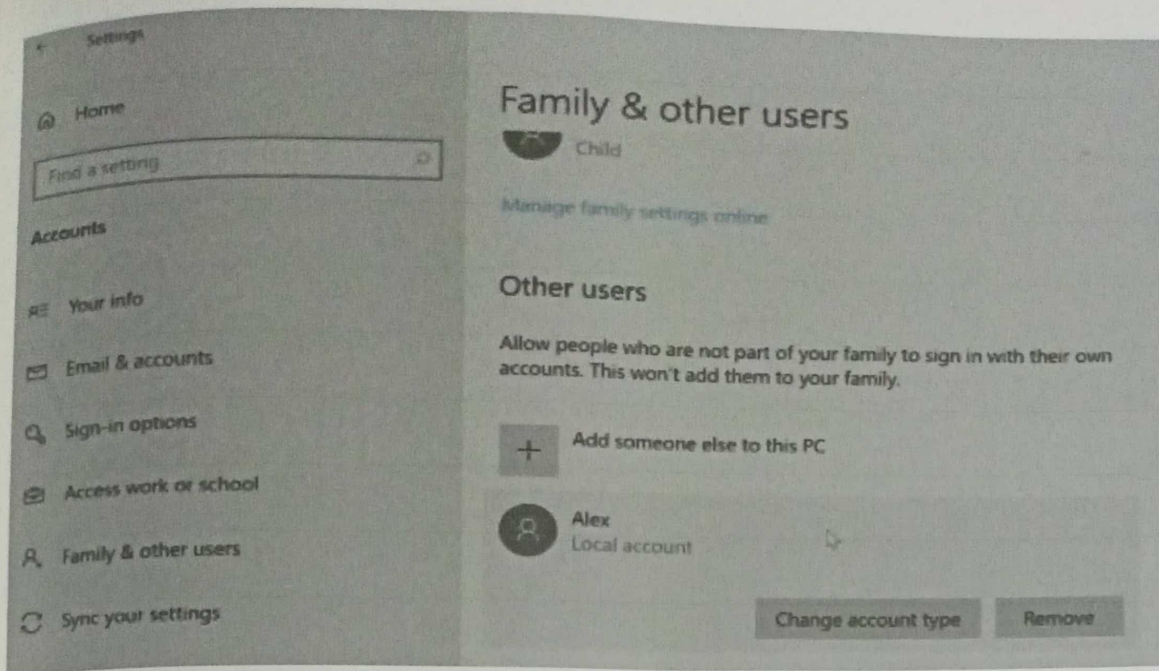 Settings
Home
Find a setting
Accounts
Your info
Email & accounts
Sign-in options
Access work or school
Family & other users
Sync your settings
Family & other users
Child
Manage family settings online
Other users
Allow people who are not part of your family to sign in with their own
accounts. This won't add them to your family.
Add someone else to this PC
Alex
Local account
Change account type
Remove